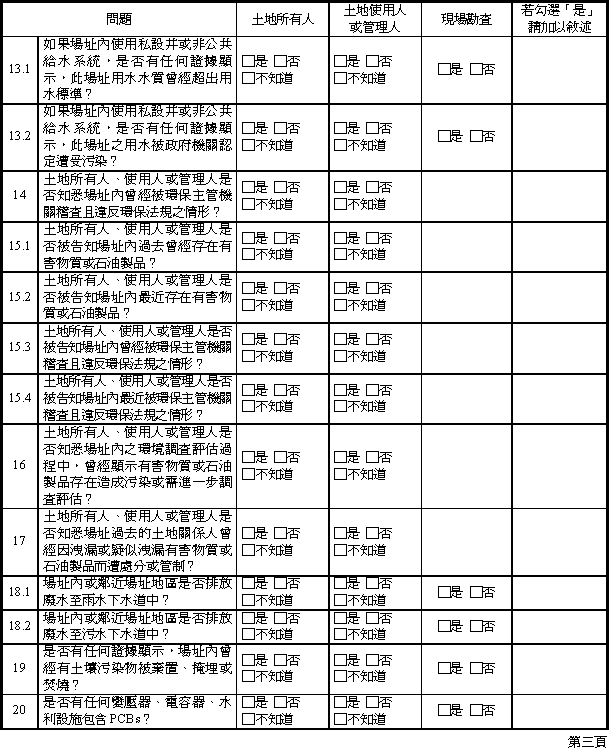 問題 土地所有人 土地使用人 現場勘查 若勾選「是」
或管理人 請加以敘述
13.1 如果場址內使用私設井或非公共 □是 □否 □是 □否 □是 □否
給水系統，是否有任何證據顯 □不知道 □不知道
示，此場址用水水質曾經超出用
水標準？
13.2 如果場址內使用私設井或非公共 □是 □否 □是 □否 □是 □否
給水系統，是否有任何證據顯 □不知道 □不知道
示，此場址之用水被政府機關認
定遭受污染？
14 土地所有人、使用人或管理人是 □是 □否 □是 □否
否知悉場址內曾經被環保主管機 □不知道 □不知道
關稽查且違反環保法規之情形？
15.1 土地所有人、使用人或管理人是 □是 □否 □是 □否
否被告知場址內過去曾經存在有 □不知道 □不知道
害物質或石油製品？
15.2 土地所有人、使用人或管理人是 □是 □否 □是 □否
否被告知場址內最近存在有害物 □不知道 □不知道
質或石油製品？
15.3 土地所有人、使用人或管理人是否 □是 □否 □是 □否
被告知場址內曾經被環保主管機關 □不知道 □不知道
稽查且違反環保法規之情形？
15.4 土地所有人、使用人或管理人是否 □是 □否 □是 □否
被告知場址內最近被環保主管機關 □不知道 □不知道
稽查且違反環保法規之情形？
16 土地所有人、使用人或管理人是 □是 □否 □是 □否
否知悉場址內之環境調查評估過 □不知道 □不知道
程中，曾經顯示有害物質或石油
製品存在造成污染或需進一步調
查評估？
17 土地所有人、使用人或管理人是 □是 □否 □是 □否
否知悉場址過去的土地關係人曾 □不知道 □不知道
經因洩漏或疑似洩漏有害物質或
石油製品而遭處分或管制？
18.1 場址內或鄰近場址地區是否排放 □是 □否 □是 □否 □是 □否
廢水至雨水下水道中？ □不知道 □不知道
18.2 場址內或鄰近場址地區是否排放 □是 □否 □是 □否 □是 □否
廢水至污水下水道中？ □不知道 □不知道
19 是否有任何證據顯示，場址內曾 □是 □否 □是 □否 □是 □否
經有土壤污染物被棄置、掩埋或 □不知道 □不知道
焚燒？
20 是否有任何變壓器、電容器、水 □是 □否 □是 □否 □是 □否
利設施包含PCBs？ □不知道 □不知道
第三頁